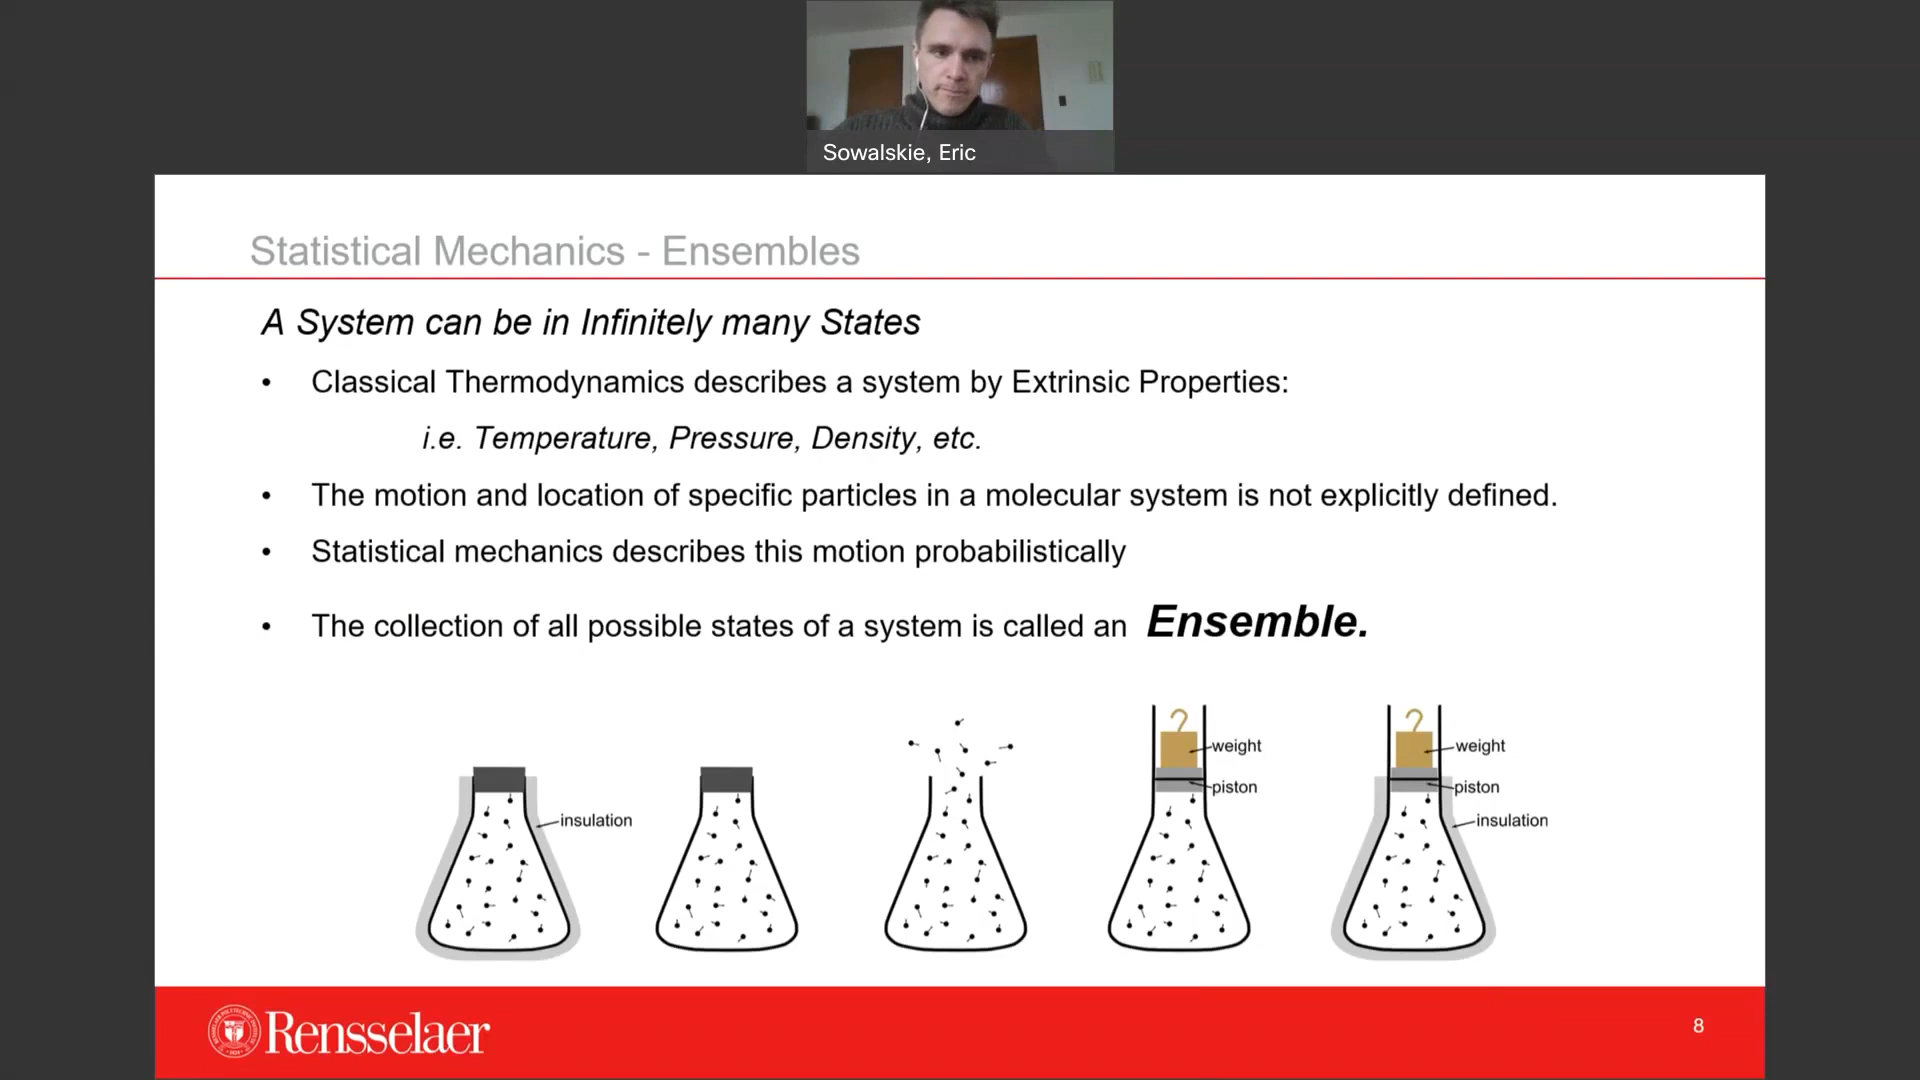 Sowalskie, Eric
Statistical Mechanics - Ensembles
A System can be in Infinitely many States
• Classical Thermodynamics describes a system by Extrinsic Properties:
i.e. Temperature, Pressure, Density, etc.
• The motion and location of specific particles in a molecular system is not explicitly defined.
• Statistical mechanics describes this motion probabilistically
• The collection of all possible states of a system is called an Ensemble.
insulation
weight
piston
weight
piston
insulation
Rensselaer
8